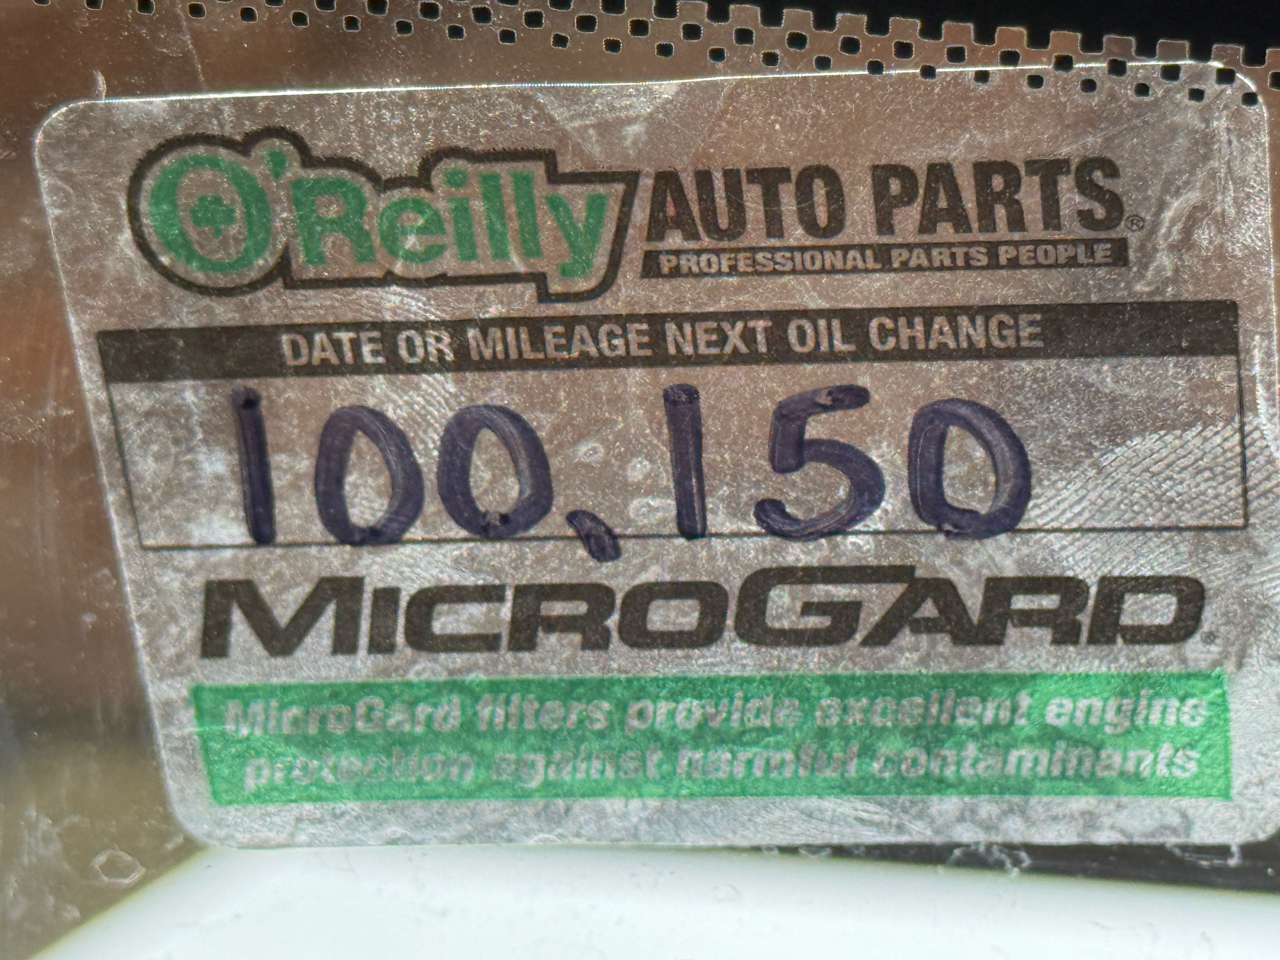 O'Reilly AUTO PARTS®
PROFESSIONAL PARTS PEOPLE
DATE OR MILEAGE NEXT OIL CHANGE
100,150
MICROGARD®
MicroGard filters provide excellent engine
protection against harmful contaminants